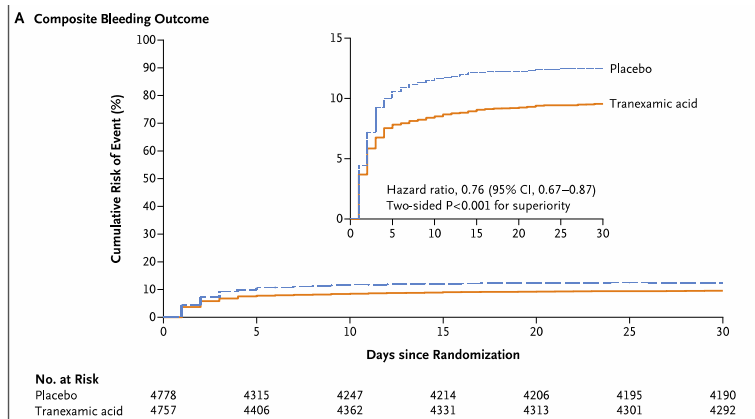 A Composite Bleeding Outcome
Cumulative Risk of Event (%)
100
90
80
70
60
50
40
30
20
10
0
0 5 10 15 20 25 30
Days since Randomization
15
10
5
0
0 5 10 15 20 25 30
Placebo
Tranexamic acid
Hazard ratio, 0.76 (95% CI, 0.67–0.87)
Two-sided P<0.001 for superiority
No. at Risk
Placebo 4778 4315 4247 4214 4206 4195 4190
Tranexamic acid 4757 4406 4362 4331 4313 4301 4292